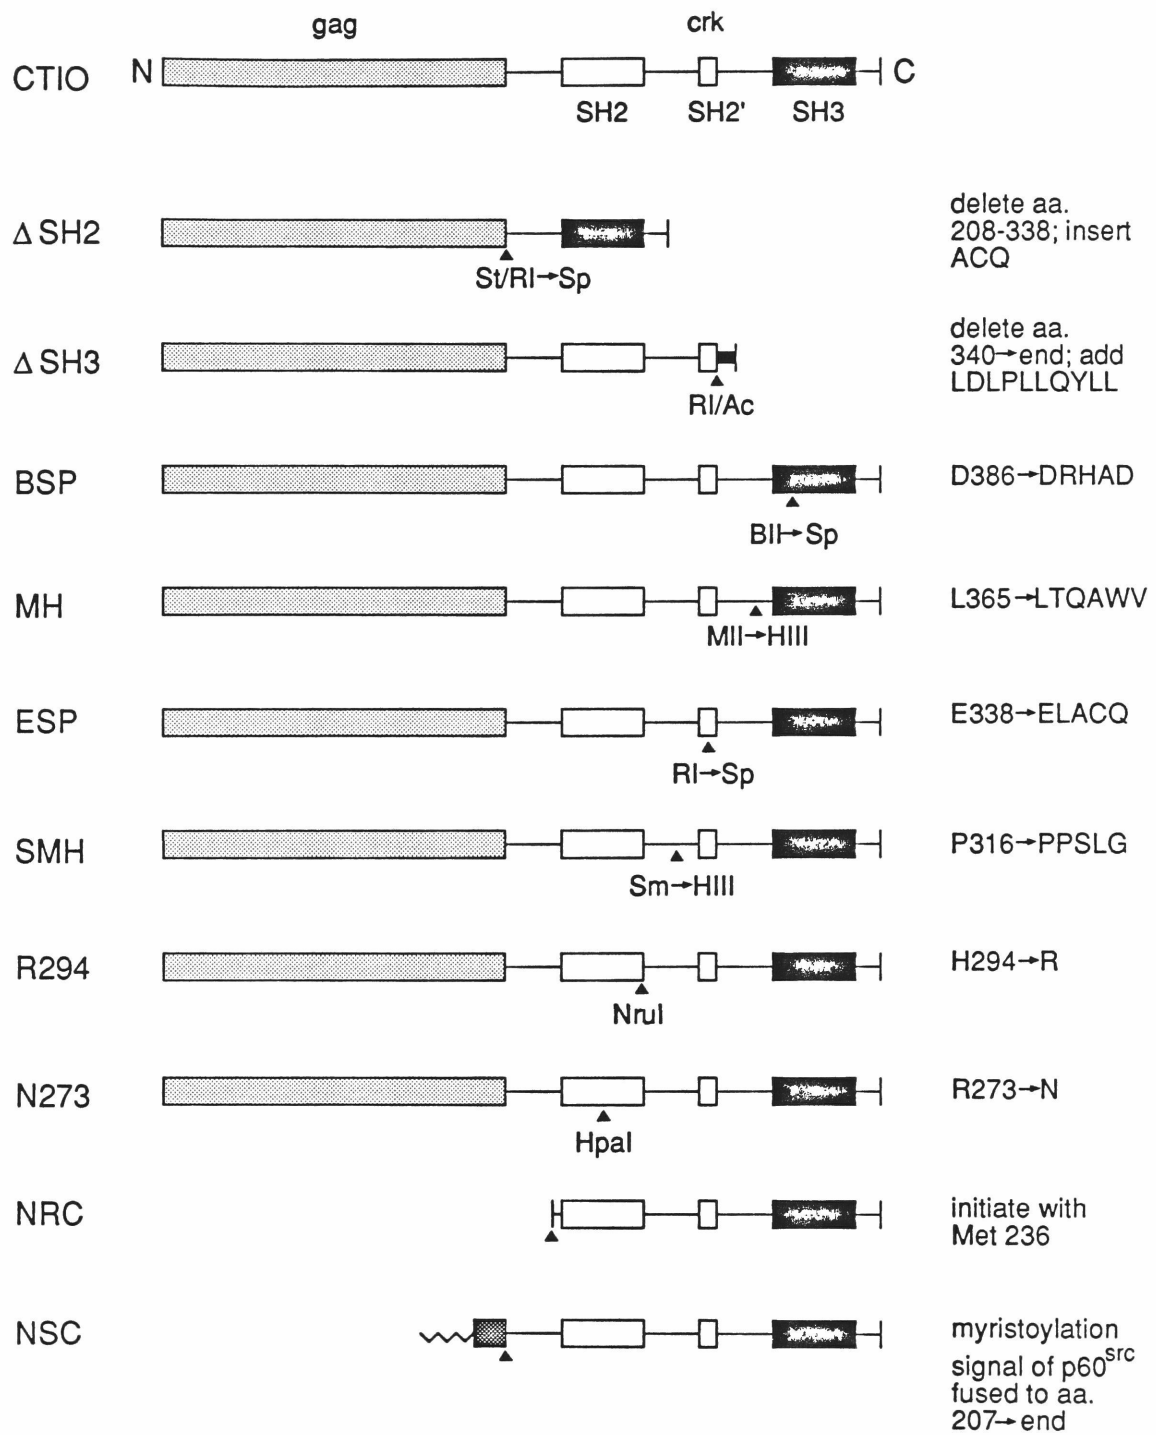 gag crk
CTIO N C
SH2 SH2' SH3
Δ SH2
St/RI→Sp
delete aa.
208-338; insert
ACQ
Δ SH3
RI/Ac
delete aa.
340→end; add
LDLPLLQYLL
BSP
BII→Sp
D386→DRHAD
MH
MII→HIII
L365→LTQAWV
ESP
RI→Sp
E338→ELACQ
SMH
Sm→HIII
P316→PPSLG
R294
NruI
H294→R
N273
HpaI
R273→N
NRC
initiate with
Met 236
NSC
myristoylation
signal of p60src
fused to aa.
207→end